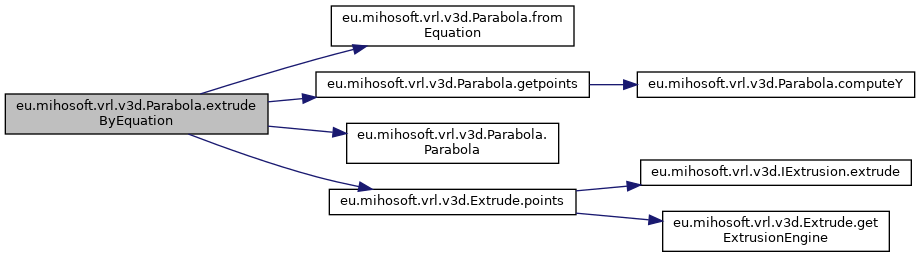 eu.mihosoft.vrl.v3d.Parabola.from
Equation
eu.mihosoft.vrl.v3d.Parabola.getpoints
eu.mihosoft.vrl.v3d.Parabola.computeY
eu.mihosoft.vrl.v3d.Parabola.extrude
ByEquation
eu.mihosoft.vrl.v3d.Parabola.
Parabola
eu.mihosoft.vrl.v3d.IExtrusion.extrude
eu.mihosoft.vrl.v3d.Extrude.points
eu.mihosoft.vrl.v3d.Extrude.get
ExtrusionEngine